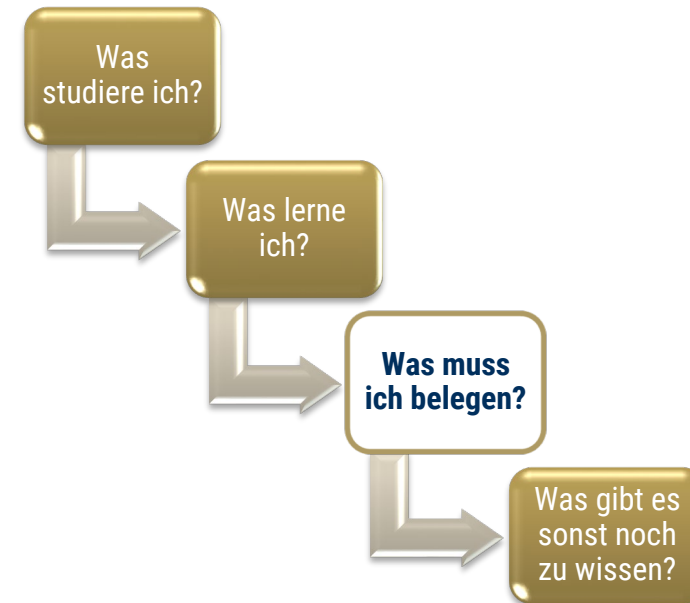 Was
studiere ich?
Was lerne
ich?
Was muss
ich belegen?
Was gibt es
sonst noch
zu wissen?